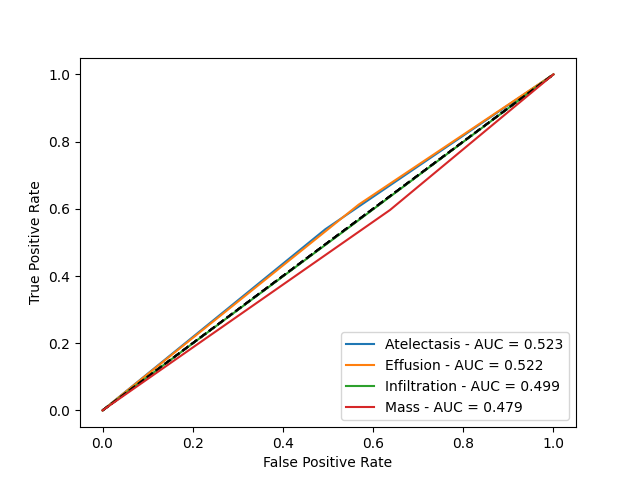 1.0
0.8
0.6
0.4
0.2
0.0
True Positive Rate
Atelectasis - AUC = 0.523
Effusion - AUC = 0.522
Infiltration - AUC = 0.499
Mass - AUC = 0.479
0.0 0.2 0.4 0.6 0.8 1.0
False Positive Rate